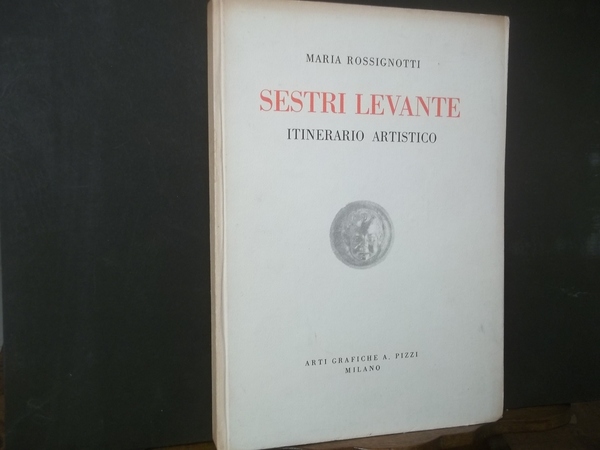 MARIA ROSSIGNOTTI
SESTRI LEVANTE
ITINERARIO ARTISTICO
ARTI GRAFICHE A. PIZZI
MILANO